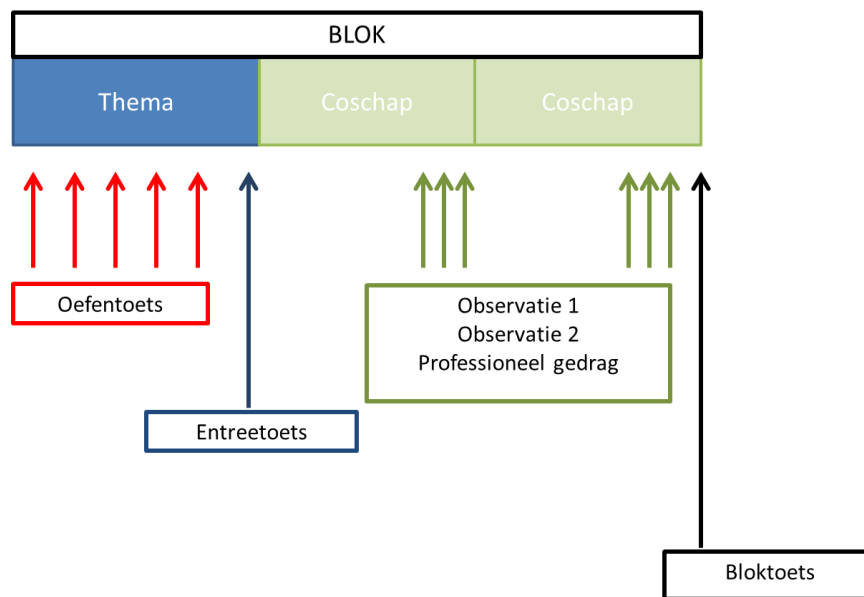 BLOK
Thema
Coschap
Coschap
Oefentoets
Observatie 1
Observatie 2
Professioneel gedrag
Entreetoets
Bloktoets